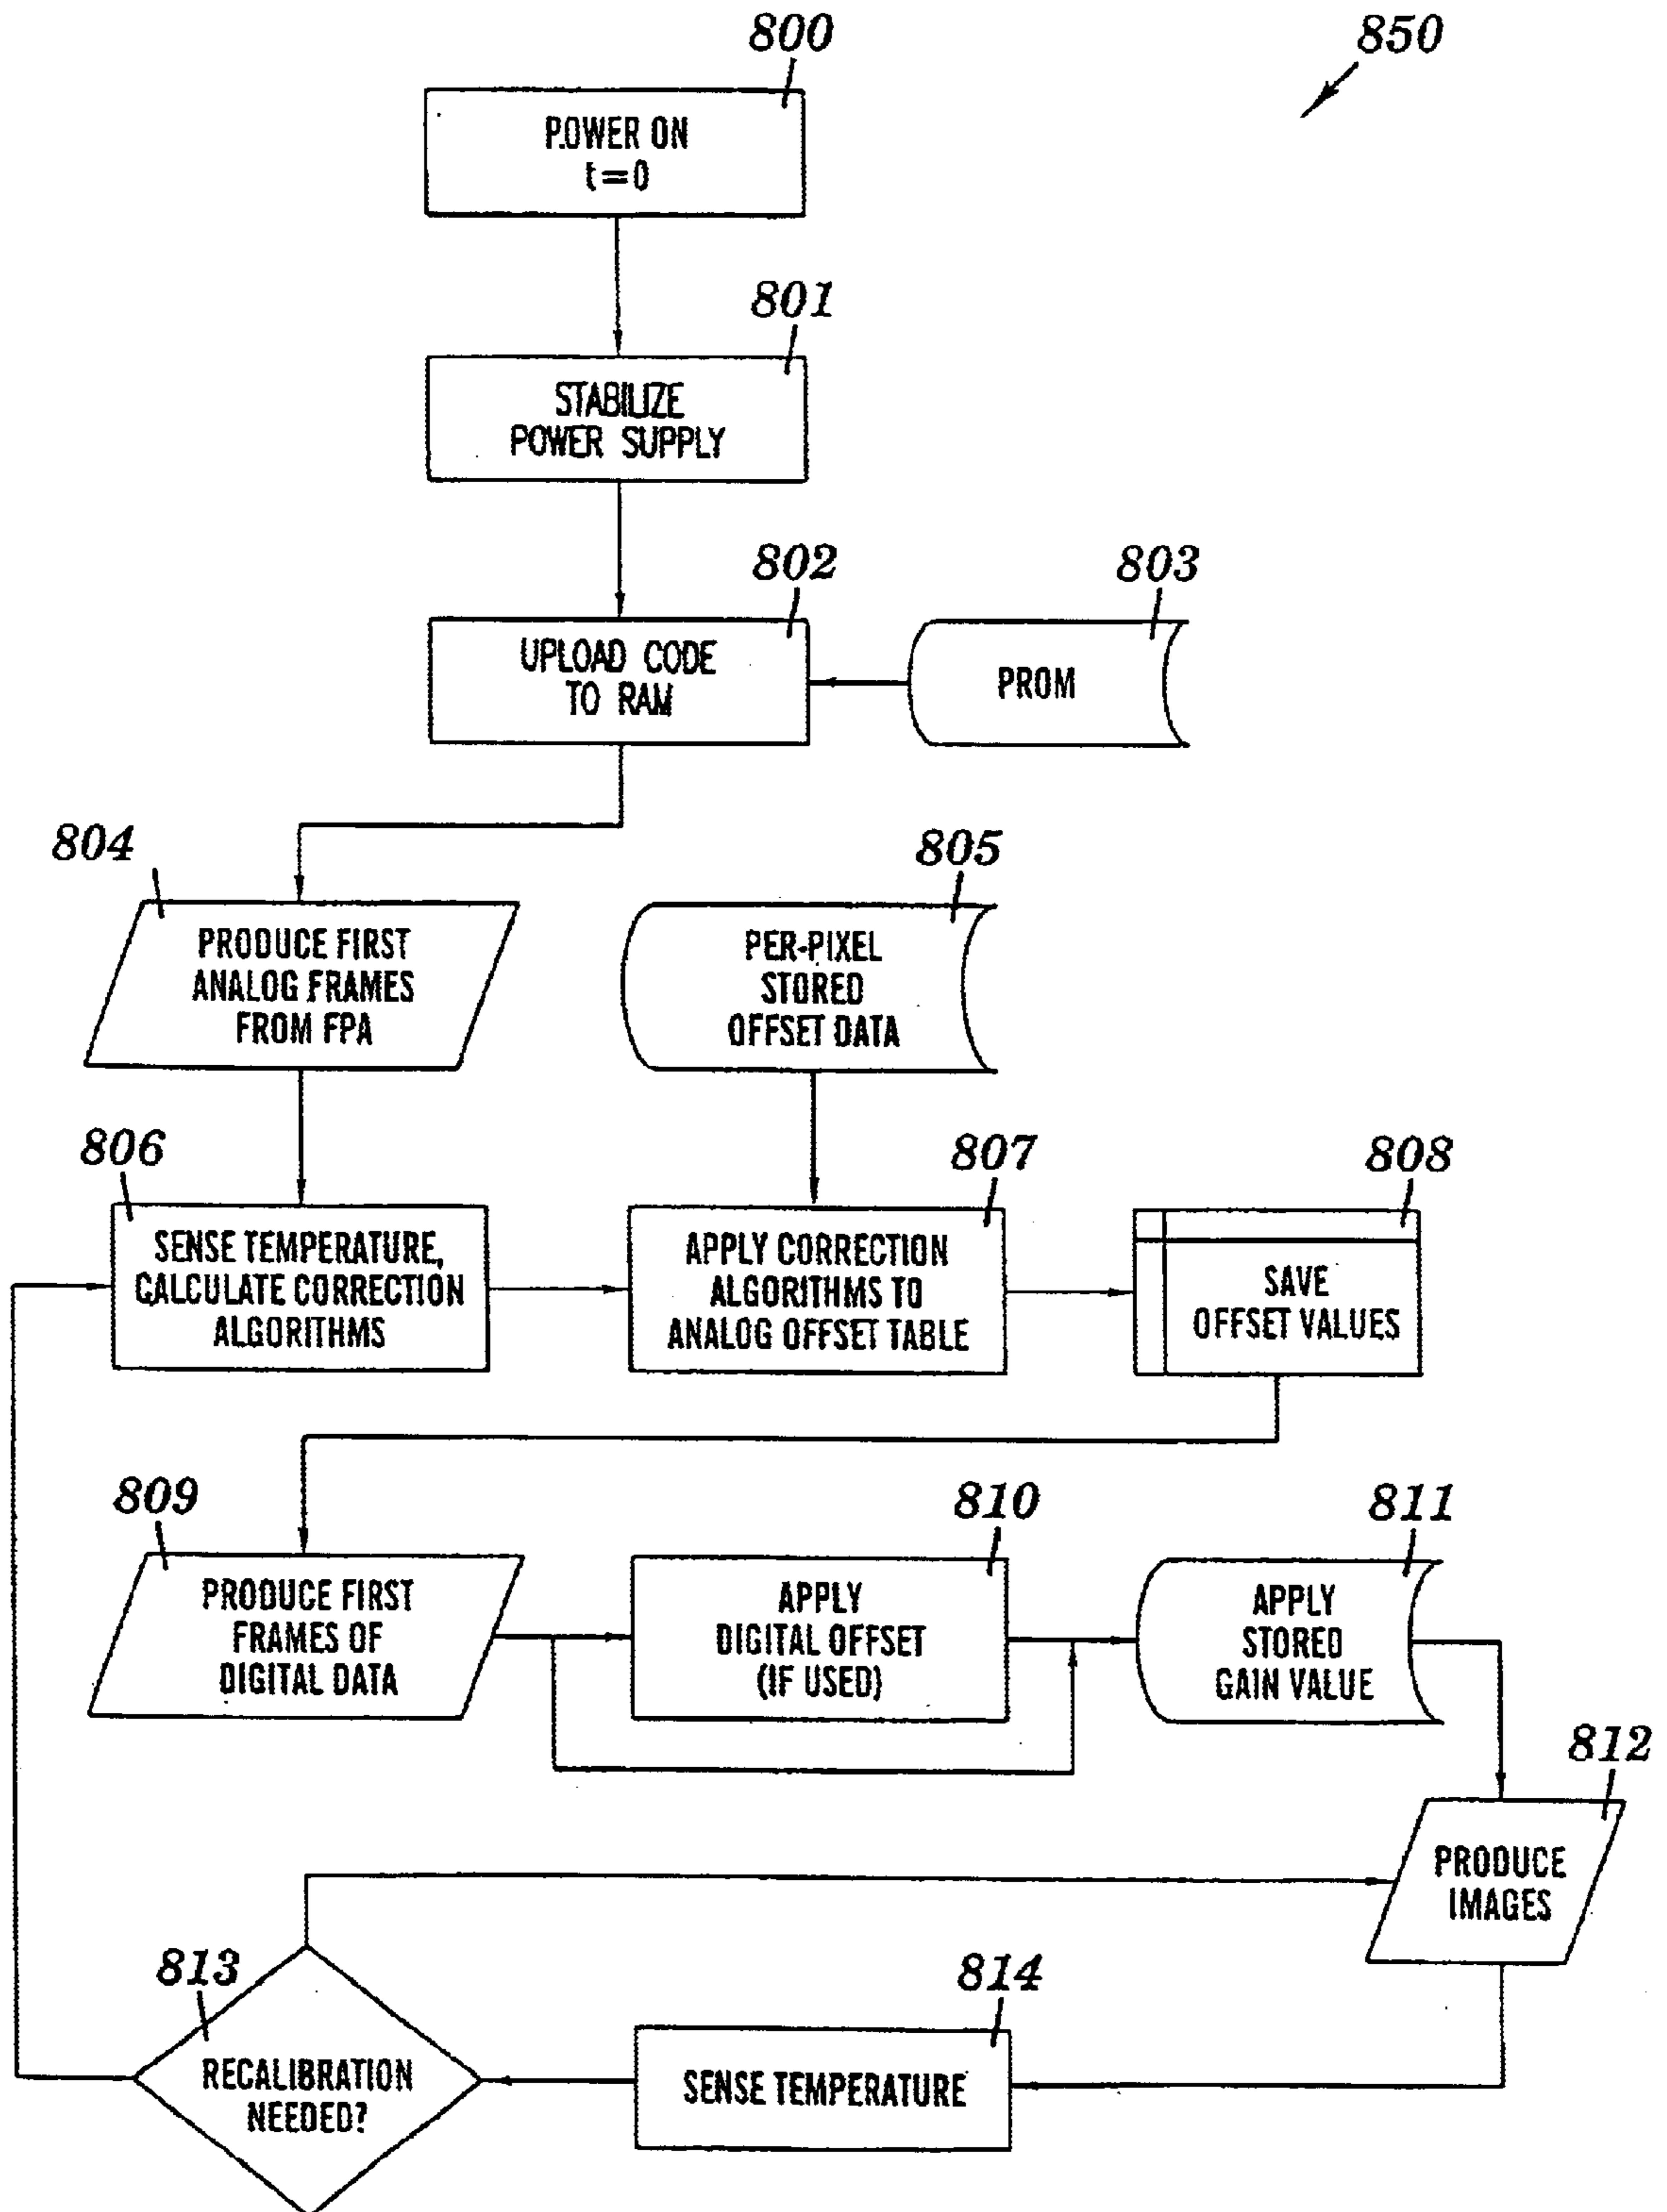 800
850
POWER ON
t=0
801
STABILIZE
POWER SUPPLY
802
803
UPLOAD CODE
TO RAM
PROM
804
805
PRODUCE FIRST
ANALOG FRAMES
FROM FPA
PER-PIXEL
STORED
OFFSET DATA
806
807
808
SENSE TEMPERATURE,
CALCULATE CORRECTION
ALGORITHMS
APPLY CORRECTION
ALGORITHMS TO
ANALOG OFFSET TABLE
SAVE
OFFSET VALUES
809
810
811
PRODUCE FIRST
FRAMES OF
DIGITAL DATA
APPLY
DIGITAL OFFSET
(IF USED)
APPLY
STORED
GAIN VALUE
812
PRODUCE
IMAGES
813
814
RECALIBRATION
NEEDED?
SENSE TEMPERATURE